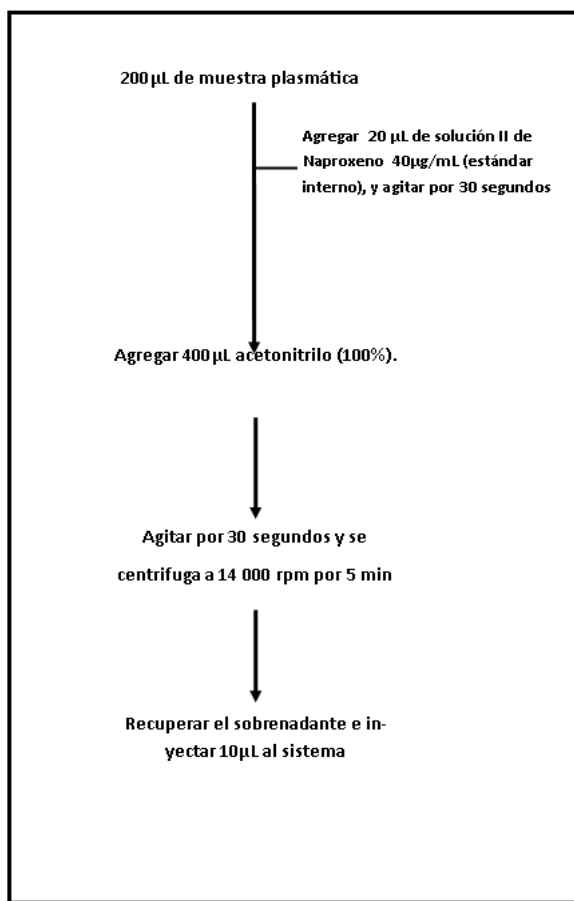 200 µL de muestra plasmática
Agregar 20 µL de solución II de
Naproxeno 40µg/mL (estándar
interno), y agitar por 30 segundos
Agregar 400 µL acetonitrilo (100%).
Agitar por 30 segundos y se
centrifuga a 14 000 rpm por 5 min
Recuperar el sobrenadante e in-
yectar 10µL al sistema